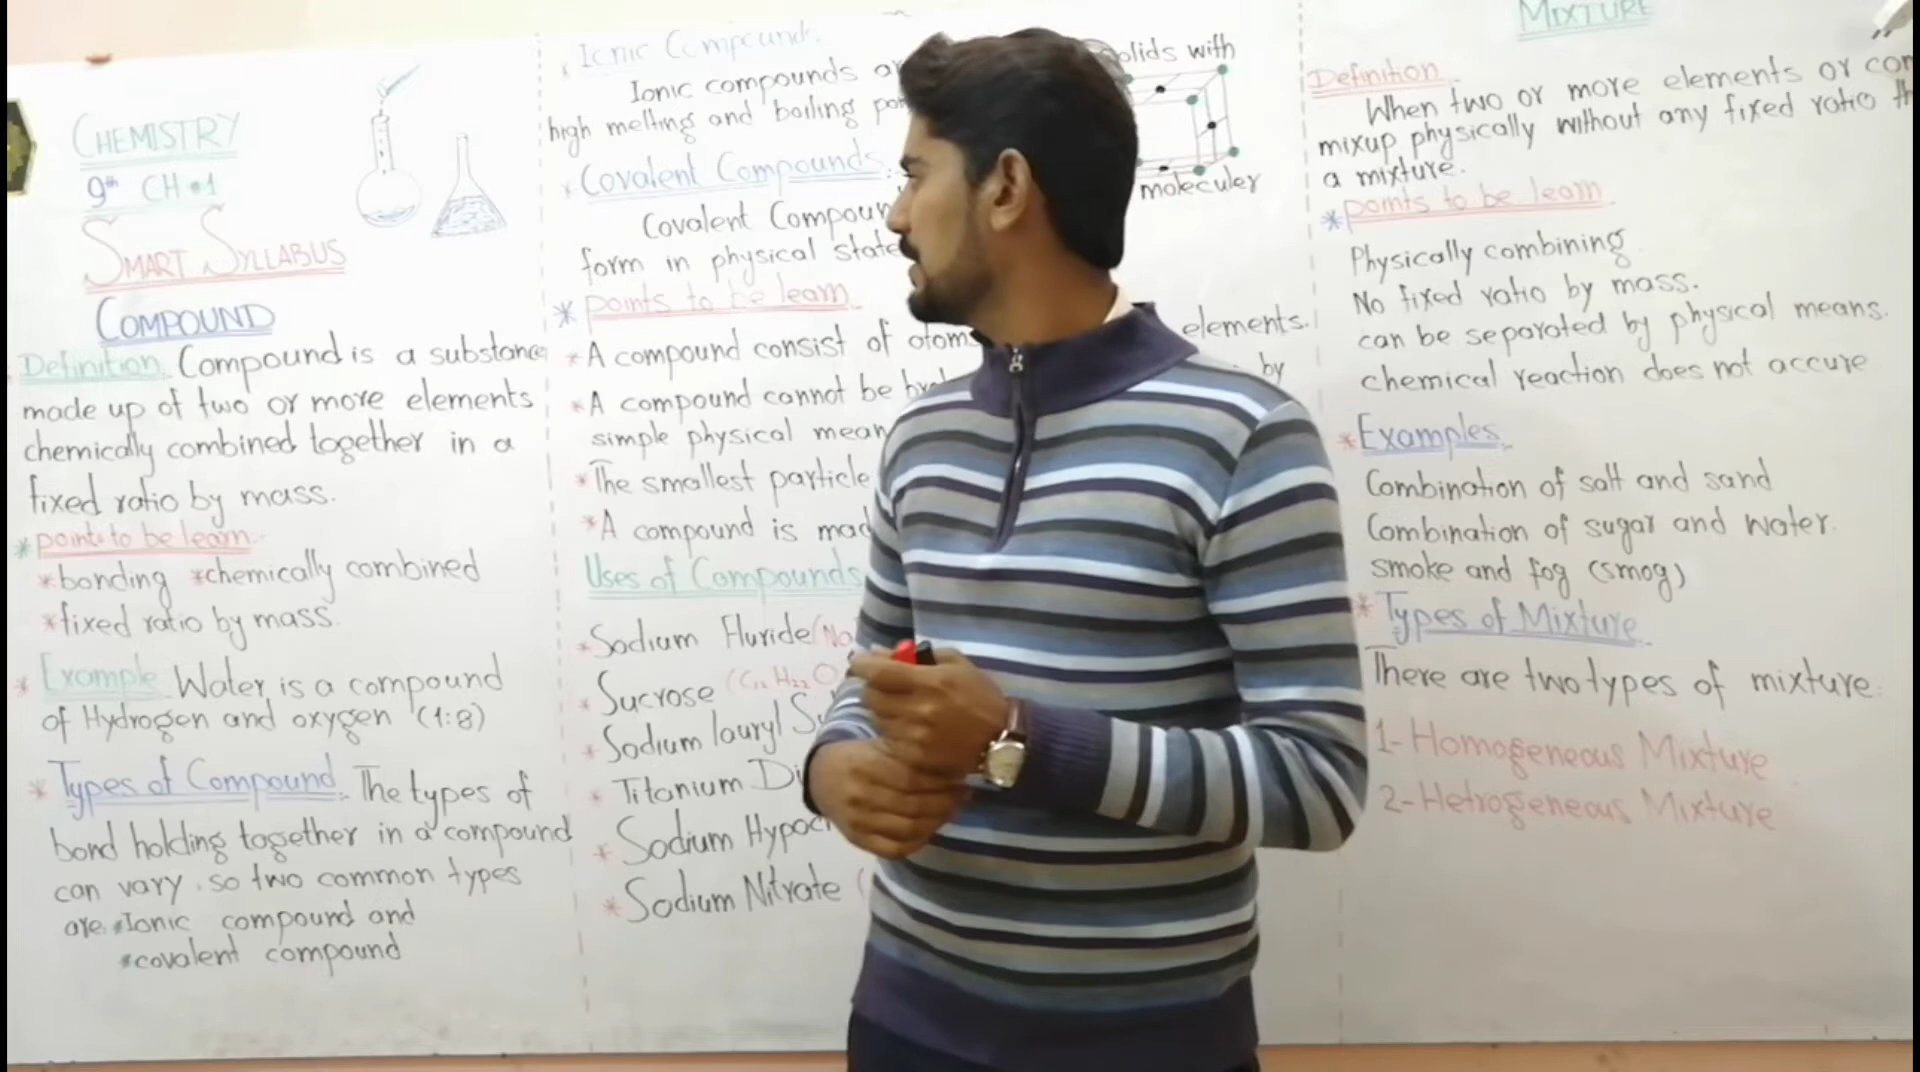 CHEMISTRY
9th CH #1
SMART SYLLABUS
COMPOUND
Definition. Compound is a substance
made up of two or more elements
chemically combined together in a
fixed ratio by mass.
* points to be learn.
* bonding * chemically combined
* fixed ratio by mass.
* Example Water is a compound
of Hydrogen and oxygen (1:8)
* Types of Compound. The types of
bond holding together in a compound
can vary. so two common types
are. * Ionic compound and
* covalent compound
* Ionic Compounds.
Ionic compounds
high melting and boiling
* Covalent Compounds.
Covalent
form in physical
* points to be learn
* A compound consist of
* A compound cannot be
simple physical
* The smallest particle
* A compound is
Uses of Compounds
* Sodium Fluride (Na
* Sucrose (C12 H22 O
* Sodium louryl
* Titanium
* Sodium
* Sodium Nitrate (
with
moleculer
elements.
by
MIXTURE
Definition.
When two or more elements or
mixup physically without any fixed ratio
a mixture.
* points to be learn
Physically combining
No fixed ratio by mass.
can be separated by physical means.
chemical reaction does not accure
* Examples.
Combination of salt and sand
Combination of sugar and water.
smoke and fog (smog)
* Types of Mixture.
There are two types of mixture.
1- Homogeneous Mixture
2- Hetrogeneous Mixture